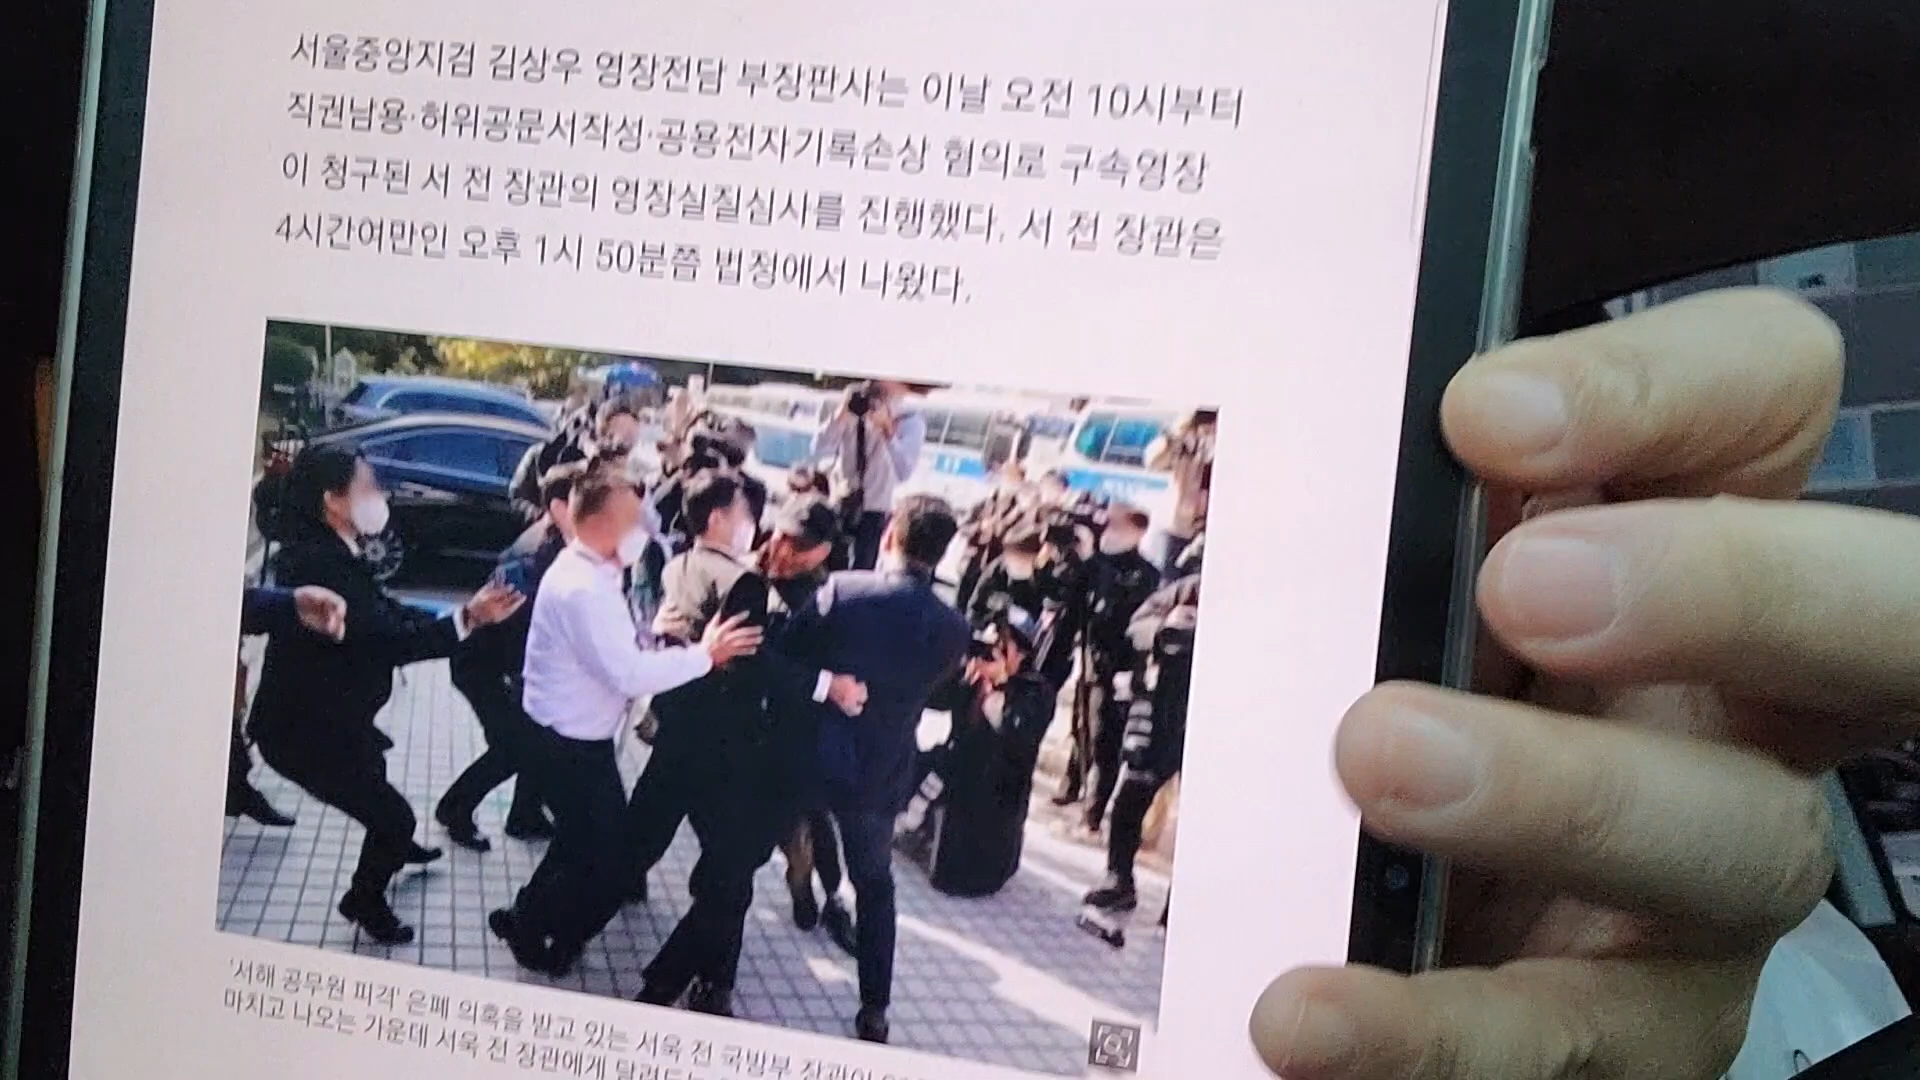 서울중앙지검 김상우 영장전담 부장판사는 이날 오전 10시부터
직권남용·허위공문서작성·공용전자기록손상 혐의로 구속영장
이 청구된 서 전 장관의 영장실질심사를 진행했다. 서 전 장관은
4시간여만인 오후 1시 50분쯤 법정에서 나왔다.
'서해 공무원 피격' 은폐 의혹을 받고 있는 서욱 전 국방부 장관이
마치고 나오는 가운데 서욱 전 장관에게 달려드는